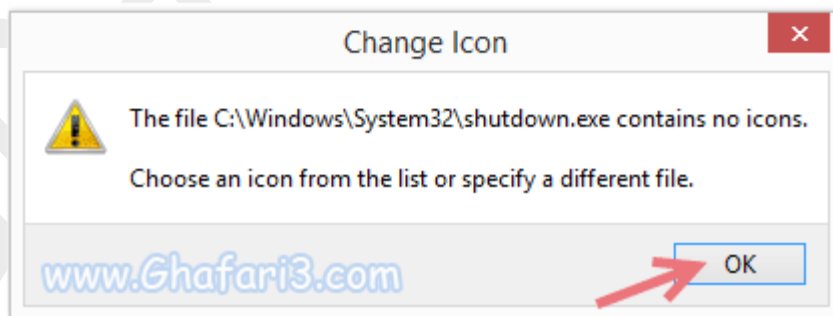 Change Icon
The file C:\Windows\System32\shutdown.exe contains no icons.
Choose an icon from the list or specify a different file.
OK
www.Ghafari3.com